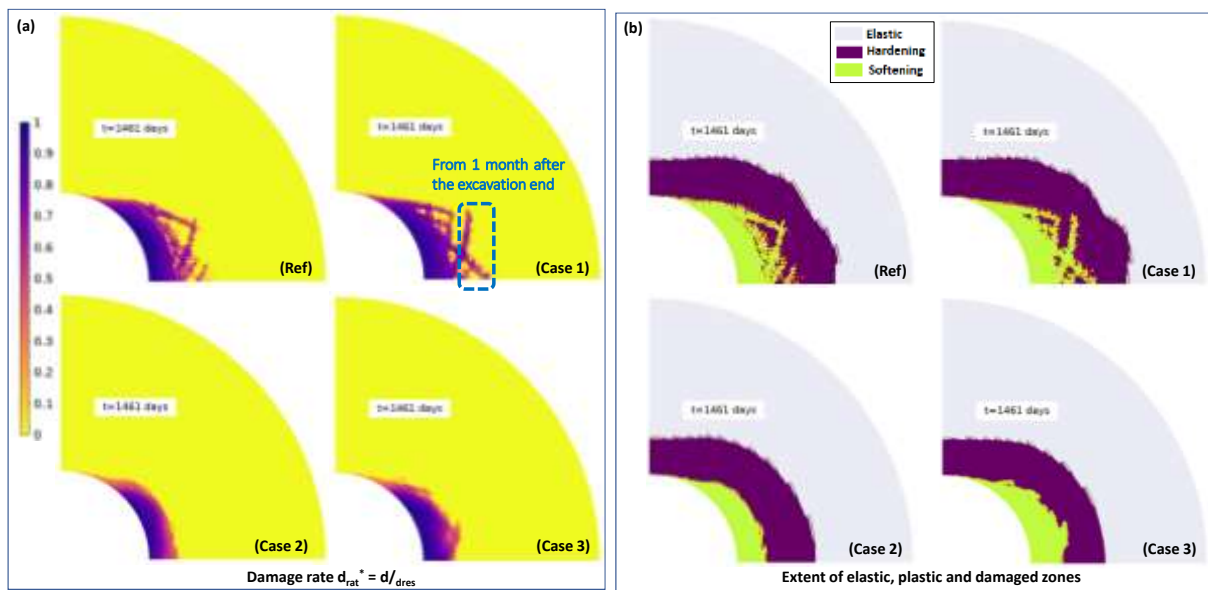 (a)
t=1461 days
t=1461 days
From 1 month after
the excavation end
1
0.9
0.8
0.7
0.6
0.5
0.4
0.3
0.2
0.1
0
(Ref)
(Case 1)
t=1461 days
t=1461 days
(Case 2)
(Case 3)
Damage rate d_rat* = d/dres
(b)
Elastic
Hardening
Softening
t=1461 days
t=1461 days
(Ref)
(Case 1)
t=1461 days
t=1461 days
(Case 2)
(Case 3)
Extent of elastic, plastic and damaged zones